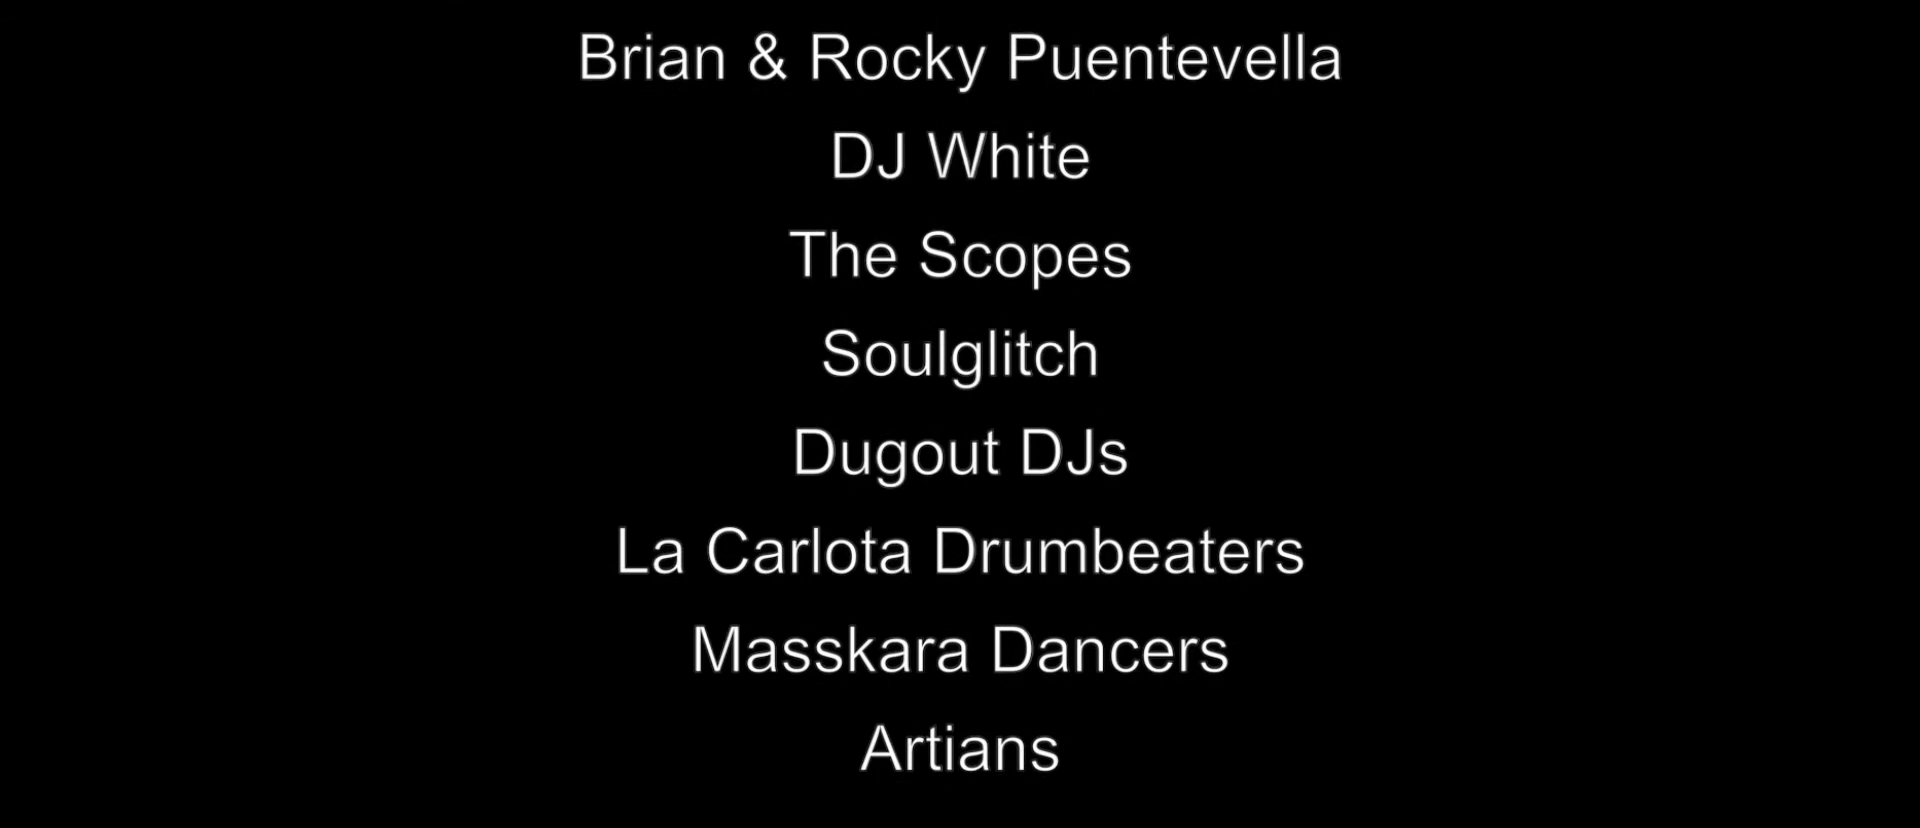 Brian & Rocky Puentevella
DJ White
The Scopes
Soulglitch
Dugout DJs
La Carlota Drumbeaters
Masskara Dancers
Artians